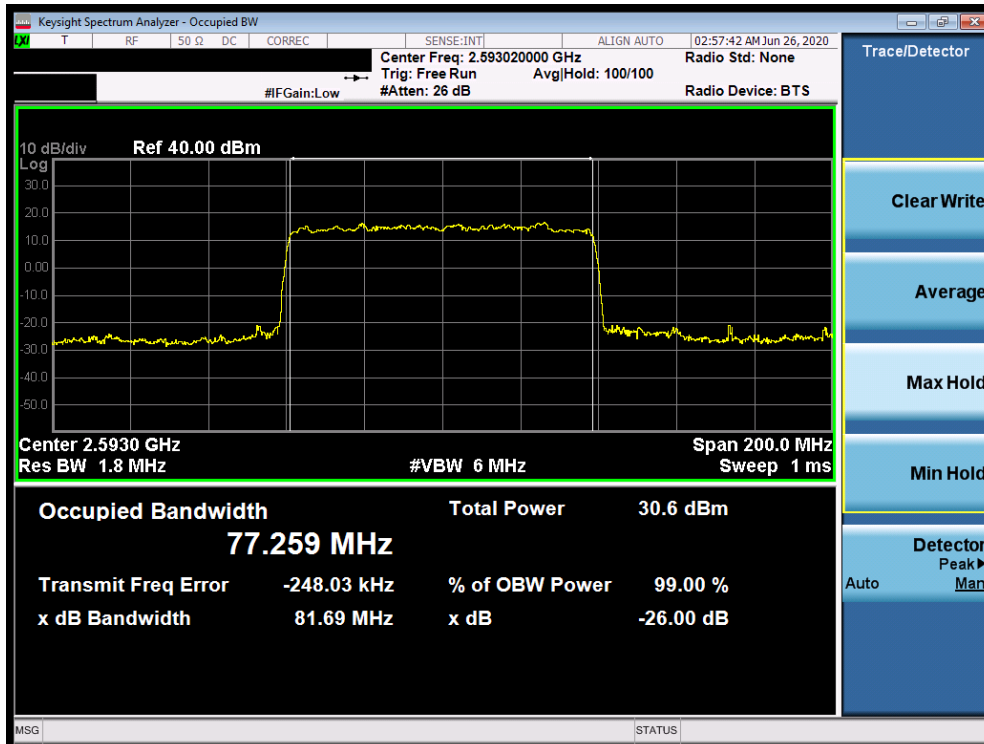 Keysight Spectrum Analyzer - Occupied BW
LXI T RF 50 Ω DC CORREC SENSE:INT ALIGN AUTO 02:57:42 AM Jun 26, 2020
Center Freq: 2.593020000 GHz Radio Std: None
Trig: Free Run Avg|Hold: 100/100
#IFGain:Low #Atten: 26 dB Radio Device: BTS
10 dB/div Ref 40.00 dBm
Log
30.0
20.0
10.0
0.00
-10.0
-20.0
-30.0
-40.0
-50.0
Center 2.5930 GHz Span 200.0 MHz
Res BW 1.8 MHz #VBW 6 MHz Sweep 1 ms
Occupied Bandwidth Total Power 30.6 dBm
77.259 MHz
Transmit Freq Error -248.03 kHz % of OBW Power 99.00 %
x dB Bandwidth 81.69 MHz x dB -26.00 dB
MSG STATUS
Trace/Detector
Clear Write
Average
Max Hold
Min Hold
Detector
Peak▶
Auto Man